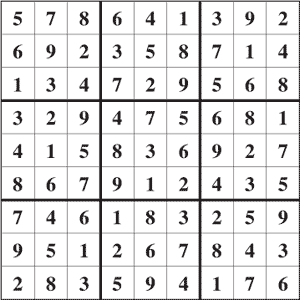 5 7 8 6 4 1 3 9 2
6 9 2 3 5 8 7 1 4
1 3 4 7 2 9 5 6 8
3 2 9 4 7 5 6 8 1
4 1 5 8 3 6 9 2 7
8 6 7 9 1 2 4 3 5
7 4 6 1 8 3 2 5 9
9 5 1 2 6 7 8 4 3
2 8 3 5 9 4 1 7 6